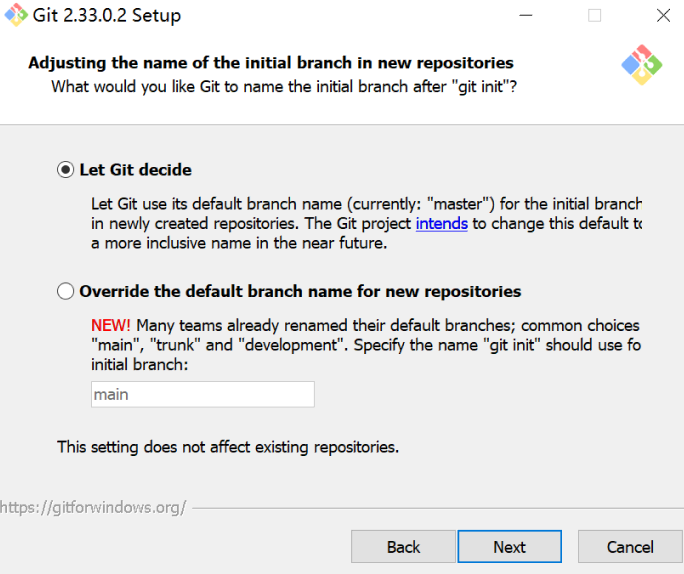 Git 2.33.0.2 Setup
Adjusting the name of the initial branch in new repositories
What would you like Git to name the initial branch after "git init"?
Let Git decide
Let Git use its default branch name (currently: "master") for the initial branch
in newly created repositories. The Git project intends to change this default to
a more inclusive name in the near future.
Override the default branch name for new repositories
NEW! Many teams already renamed their default branches; common choices
"main", "trunk" and "development". Specify the name "git init" should use fo
initial branch:
main
This setting does not affect existing repositories.
https://gitforwindows.org/
Back
Next
Cancel